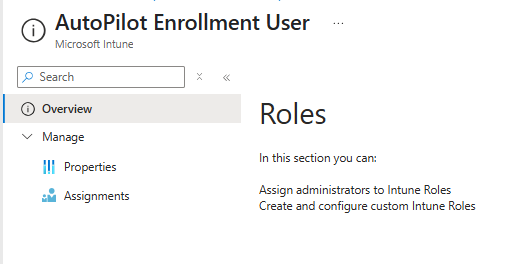 AutoPilot Enrollment User ...
Microsoft Intune
Search
Overview
Manage
Properties
Assignments
Roles
In this section you can:
Assign administrators to Intune Roles
Create and configure custom Intune Roles